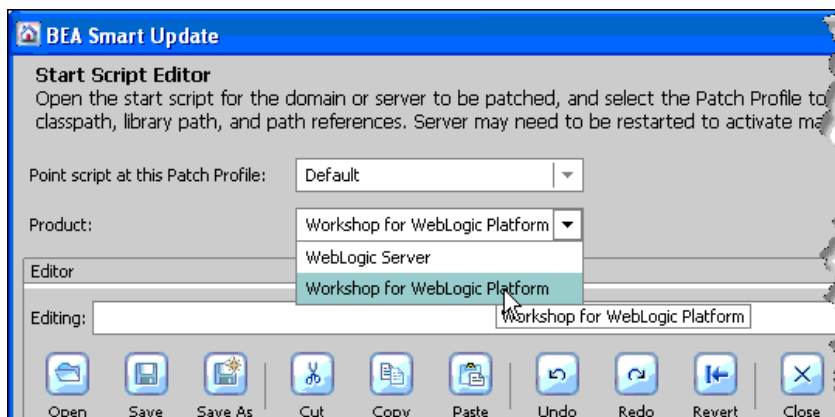 BEA Smart Update
Start Script Editor
Open the start script for the domain or server to be patched, and select the Patch Profile to
classpath, library path, and path references. Server may need to be restarted to activate
Point script at this Patch Profile: Default
Product: Workshop for WebLogic Platform
WebLogic Server
Editor
Workshop for WebLogic Platform
Editing:
Workshop for WebLogic Platform
Open Save Save As Cut Copy Paste Undo Redo Revert Close